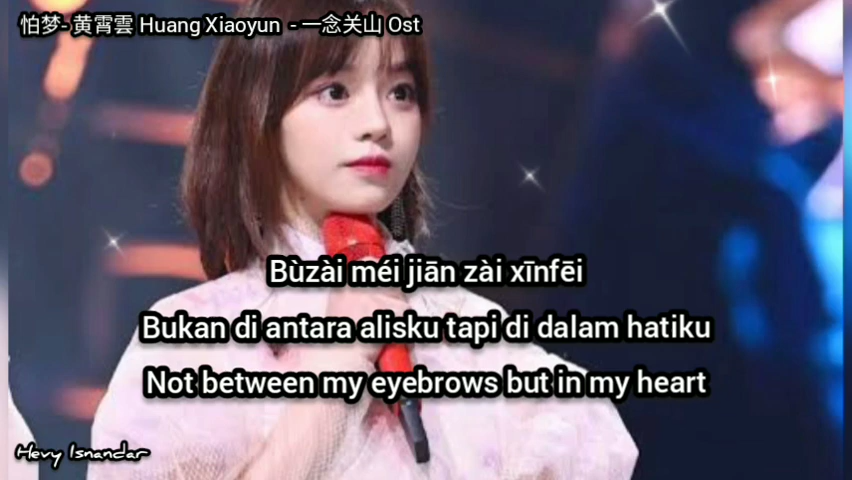 怕梦- 黄霄雲 Huang Xiaoyun - 一念关山 Ost
Bùzài méi jiān zài xīnfēi
Bukan di antara alisku tapi di dalam hatiku
Not between my eyebrows but in my heart
Hevy Isnandar